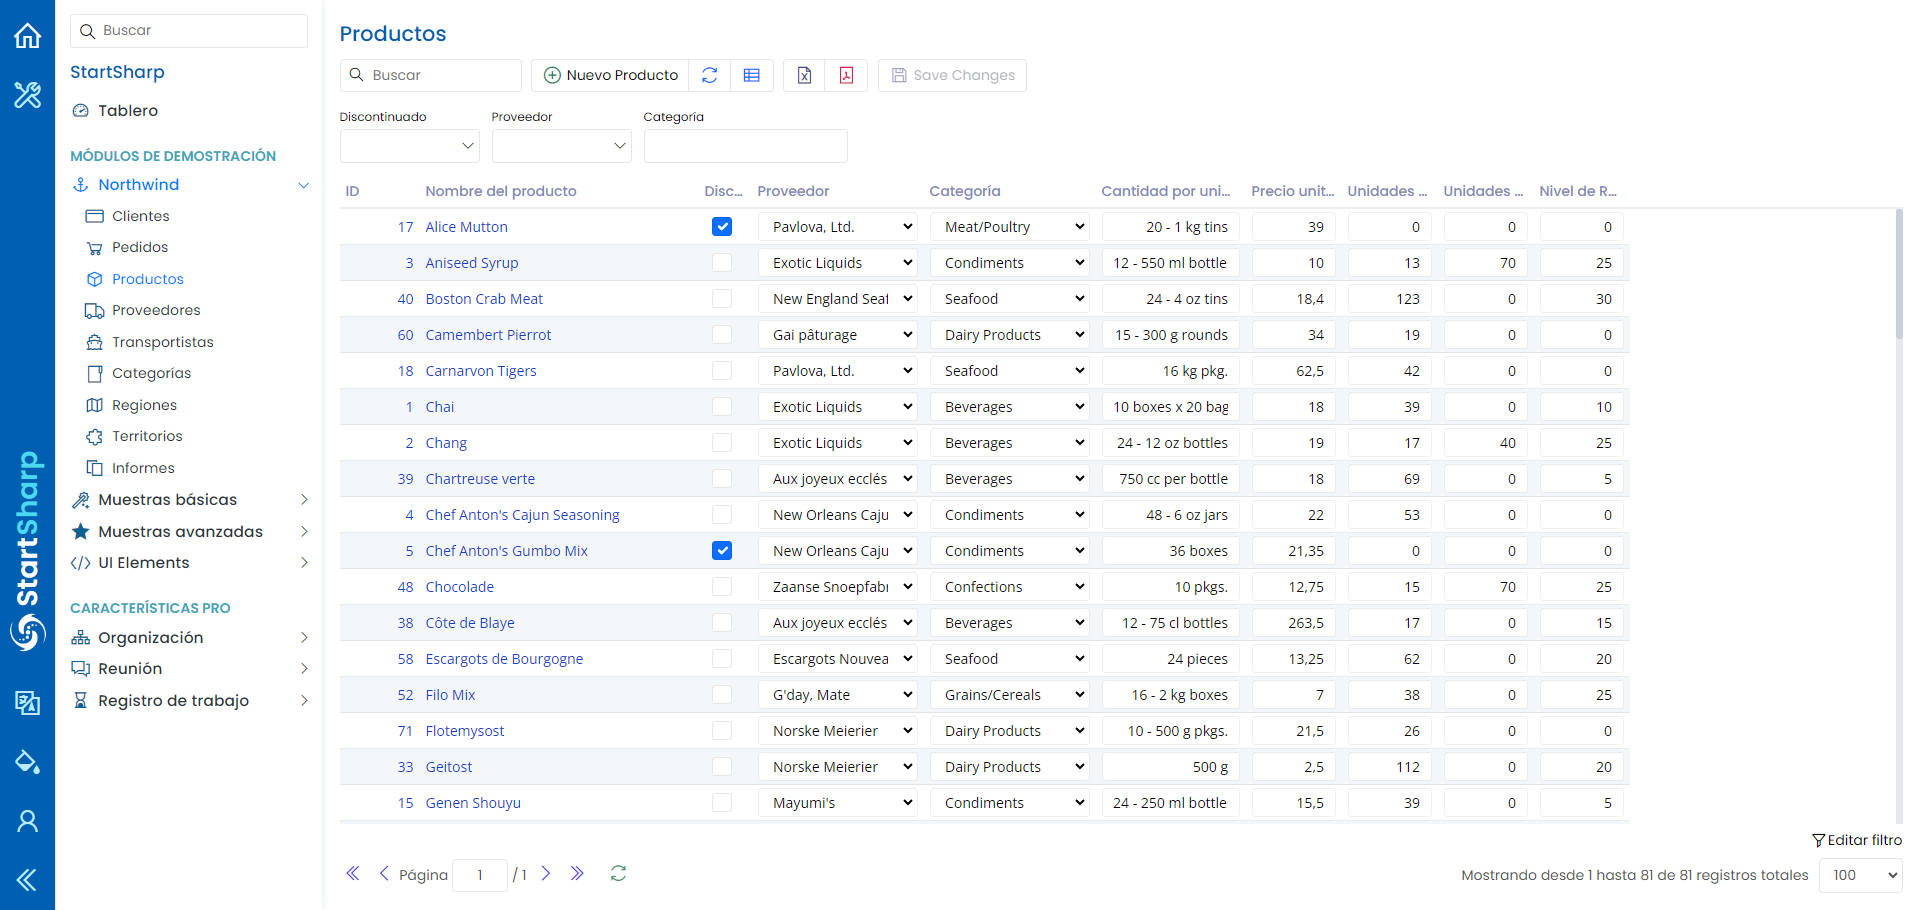 StartSharp
Buscar
StartSharp
Tablero
MÓDULOS DE DEMOSTRACIÓN
Northwind
Clientes
Pedidos
Productos
Proveedores
Transportistas
Categorías
Regiones
Territorios
Informes
Muestras básicas
Muestras avanzadas
UI Elements
CARACTERÍSTICAS PRO
Organización
Reunión
Registro de trabajo
Productos
Buscar Nuevo Producto Save Changes
Discontinuado Proveedor Categoría
ID Nombre del producto Disc... Proveedor Categoría Cantidad por uni... Precio unit... Unidades ... Unidades ... Nivel de R...
17 Alice Mutton Pavlova, Ltd. Meat/Poultry 20 - 1 kg tins 39 0 0 0
3 Aniseed Syrup Exotic Liquids Condiments 12 - 550 ml bottle 10 13 70 25
40 Boston Crab Meat New England Seaf Seafood 24 - 4 oz tins 18,4 123 0 30
60 Camembert Pierrot Gai pâturage Dairy Products 15 - 300 g rounds 34 19 0 0
18 Carnarvon Tigers Pavlova, Ltd. Seafood 16 kg pkg. 62,5 42 0 0
1 Chai Exotic Liquids Beverages 10 boxes x 20 bag 18 39 0 10
2 Chang Exotic Liquids Beverages 24 - 12 oz bottles 19 17 40 25
39 Chartreuse verte Aux joyeux ecclés Beverages 750 cc per bottle 18 69 0 5
4 Chef Anton's Cajun Seasoning New Orleans Caju Condiments 48 - 6 oz jars 22 53 0 0
5 Chef Anton's Gumbo Mix New Orleans Caju Condiments 36 boxes 21,35 0 0 0
48 Chocolade Zaanse Snoepfabı Confections 10 pkgs. 12,75 15 70 25
38 Côte de Blaye Aux joyeux ecclés Beverages 12 - 75 cl bottles 263,5 17 0 15
58 Escargots de Bourgogne Escargots Nouvea Seafood 24 pieces 13,25 62 0 20
52 Filo Mix G'day, Mate Grains/Cereals 16 - 2 kg boxes 7 38 0 25
71 Flotemysost Norske Meierier Dairy Products 10 - 500 g pkgs. 21,5 26 0 0
33 Geitost Norske Meierier Dairy Products 500 g 2,5 112 0 20
15 Genen Shouyu Mayumi's Condiments 24 - 250 ml bottle 15,5 39 0 5
Editar filtro
Página 1 / 1 Mostrando desde 1 hasta 81 de 81 registros totales 100